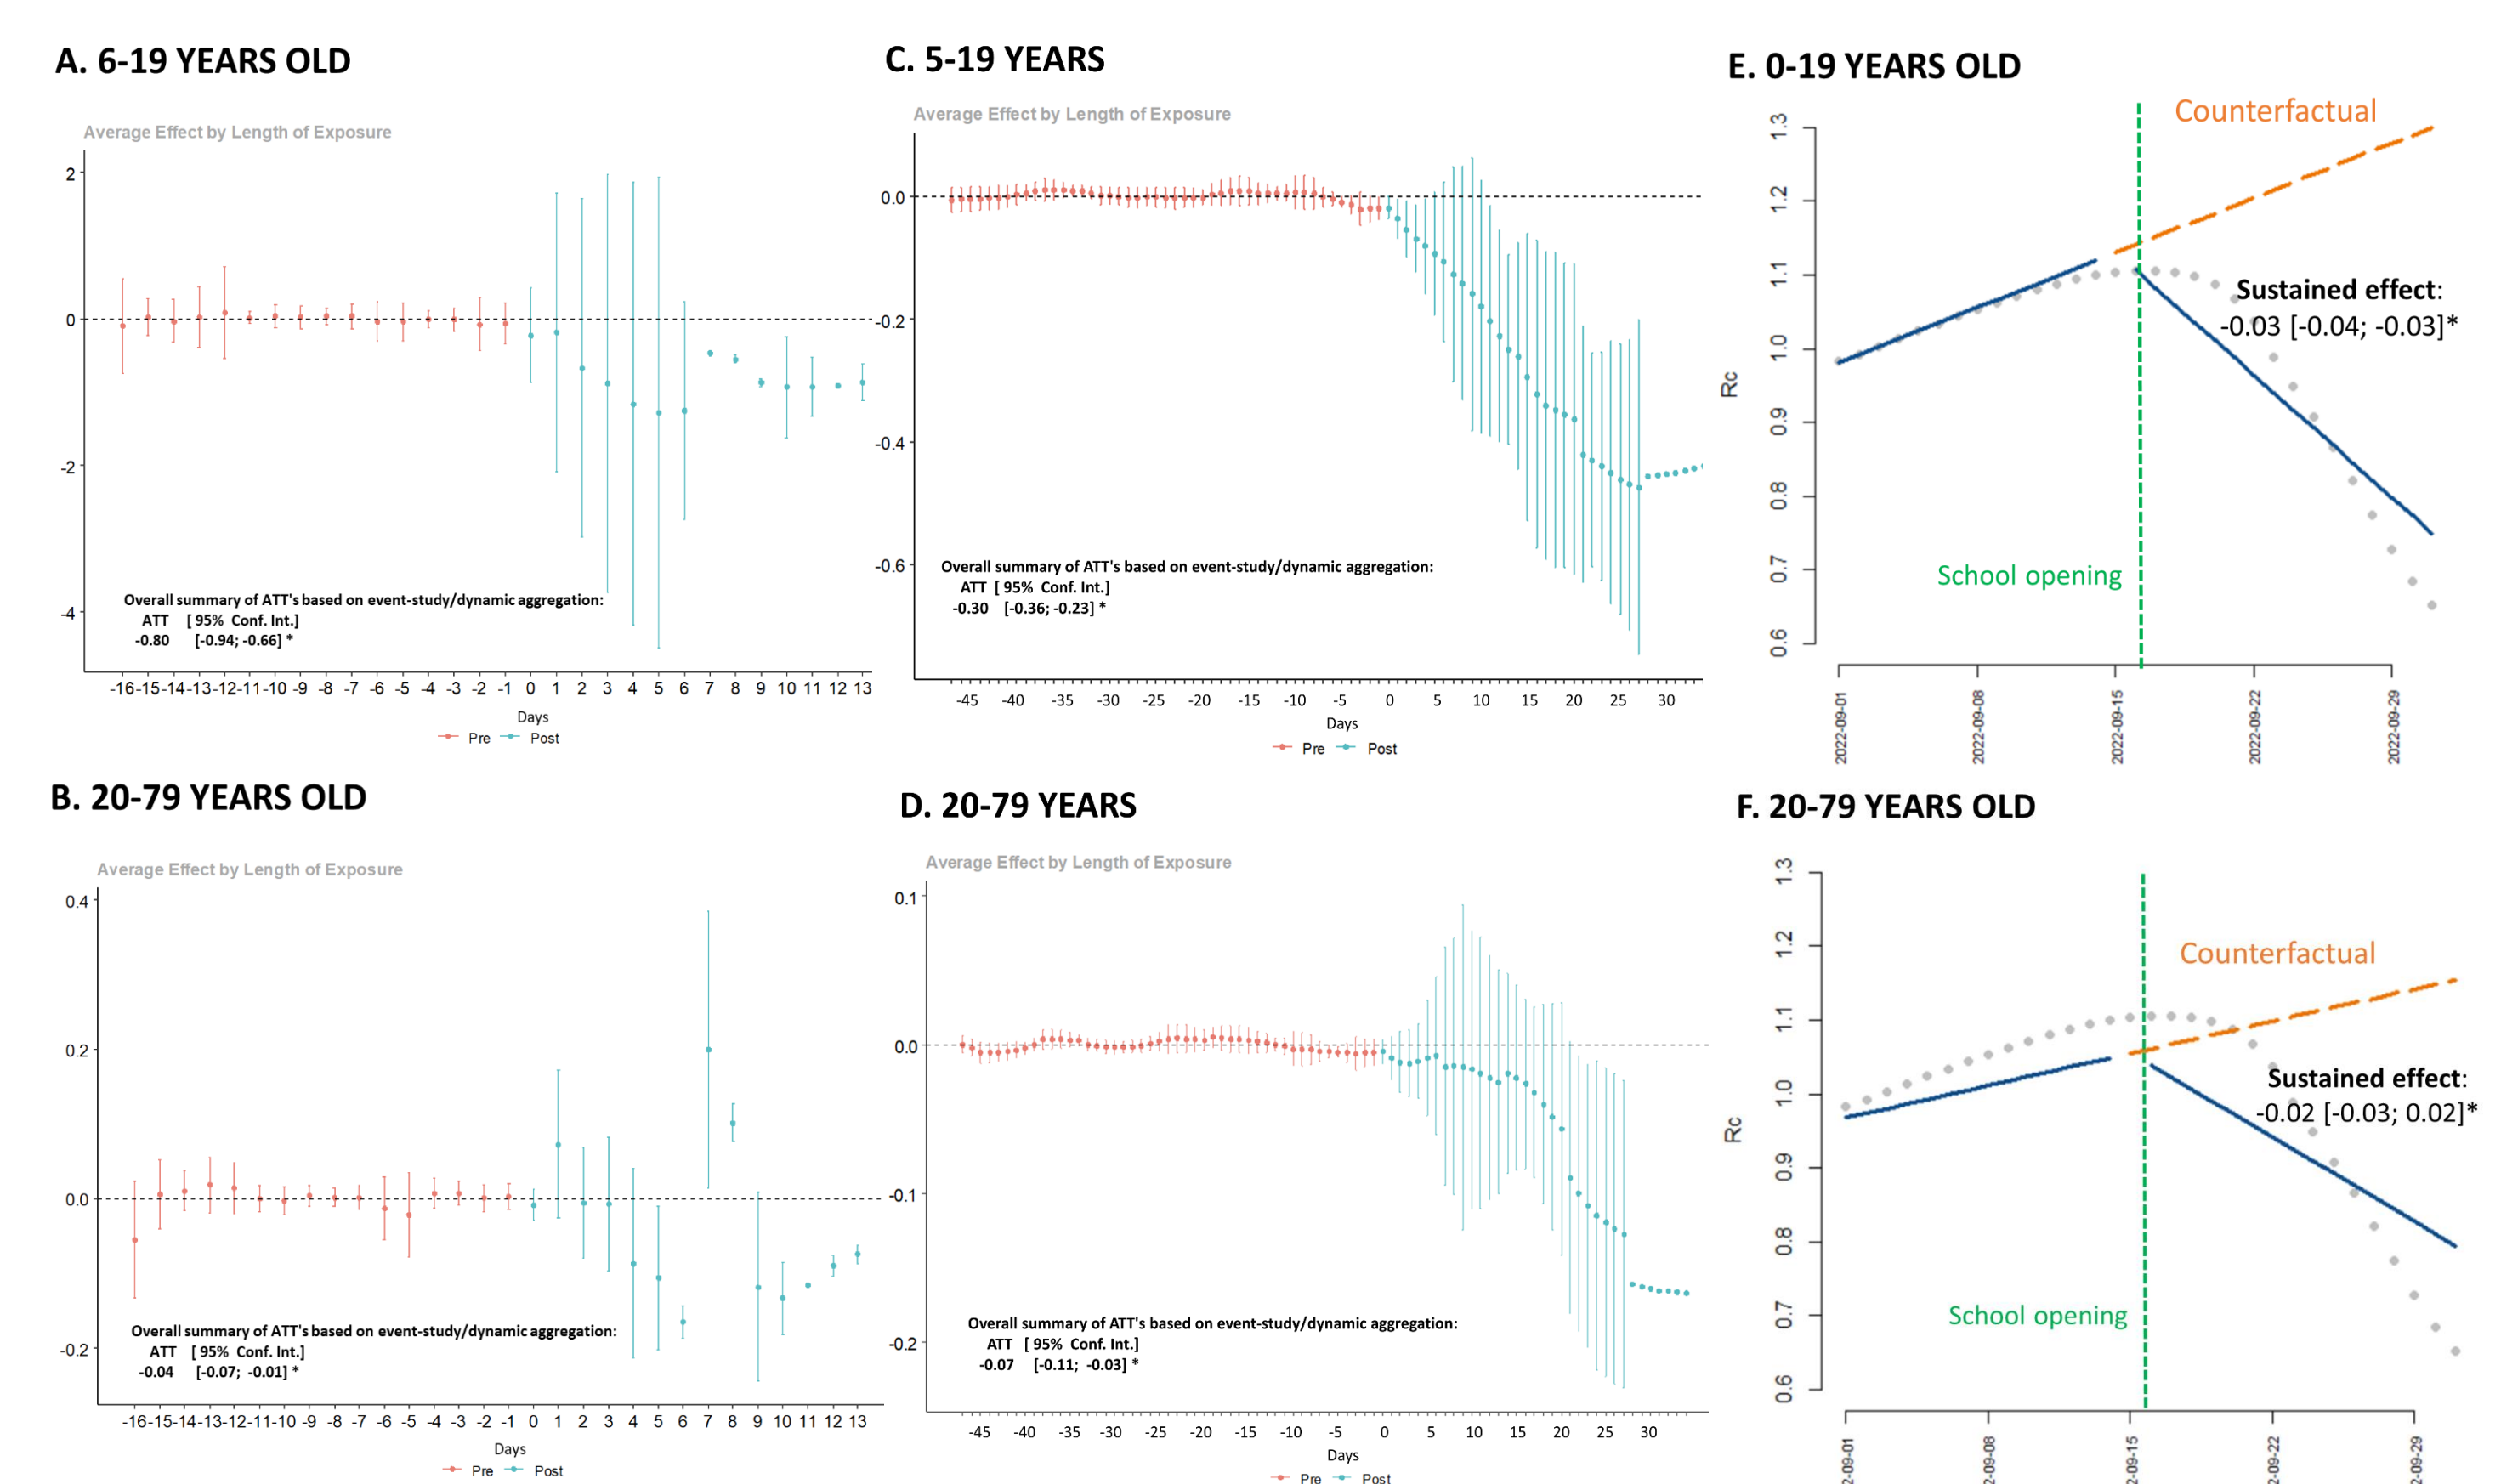 A. 6-19 YEARS OLD
Average Effect by Length of Exposure
2
0
-2
-4
Overall summary of ATT's based on event-study/dynamic aggregation:
ATT [ 95% Conf. Int.]
-0.80 [-0.94; -0.66] *
-16 -15 -14 -13 -12 -11 -10 -9 -8 -7 -6 -5 -4 -3 -2 -1 0 1 2 3 4 5 6 7 8 9 10 11 12 13
Days
Pre Post
C. 5-19 YEARS
Average Effect by Length of Exposure
0.0
-0.2
-0.4
-0.6
Overall summary of ATT's based on event-study/dynamic aggregation:
ATT [ 95% Conf. Int.]
-0.30 [-0.36; -0.23] *
-45 -40 -35 -30 -25 -20 -15 -10 -5 0 5 10 15 20 25 30
Days
Pre Post
E. 0-19 YEARS OLD
Counterfactual
1.3
1.2
1.1
1.0
0.9
0.8
0.7
0.6
Rc
Sustained effect:
-0.03 [-0.04; -0.03]*
School opening
2022-09-01 2022-09-08 2022-09-15 2022-09-22 2022-09-29
B. 20-79 YEARS OLD
Average Effect by Length of Exposure
0.4
0.2
0.0
-0.2
Overall summary of ATT's based on event-study/dynamic aggregation:
ATT [ 95% Conf. Int.]
-0.04 [-0.07; -0.01] *
-16 -15 -14 -13 -12 -11 -10 -9 -8 -7 -6 -5 -4 -3 -2 -1 0 1 2 3 4 5 6 7 8 9 10 11 12 13
Days
Pre Post
D. 20-79 YEARS
Average Effect by Length of Exposure
0.1
0.0
-0.1
-0.2
Overall summary of ATT's based on event-study/dynamic aggregation:
ATT [ 95% Conf. Int.]
-0.07 [-0.11; -0.03] *
-45 -40 -35 -30 -25 -20 -15 -10 -5 0 5 10 15 20 25 30
Days
Pre Post
F. 20-79 YEARS OLD
1.3
1.2
1.1
1.0
0.9
0.8
0.7
0.6
Rc
Counterfactual
Sustained effect:
-0.02 [-0.03; 0.02]*
School opening
2-09-01 2-09-08 2-09-15 2-09-22 2-09-29